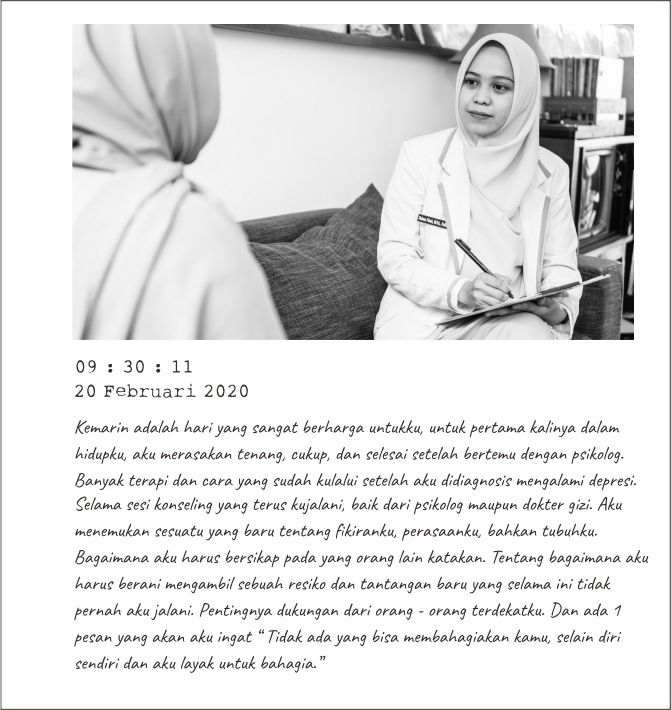 09 : 30 : 11
20 Februari 2020
Kemarin adalah hari yang sangat berharga untukku, untuk pertama kalinya dalam
hidupku, aku merasakan tenang, cukup, dan selesai setelah bertemu dengan psikolog.
Banyak terapi dan cara yang sudah kulalui setelah aku didiagnosis mengalami depresi.
Selama sesi konseling yang terus kujalani, baik dari psikolog maupun dokter gizi. Aku
menemukan sesuatu yang baru tentang fikiranku, perasaanku, bahkan tubuhku.
Bagaimana aku harus bersikap pada yang orang lain katakan. Tentang bagaimana aku
harus berani mengambil sebuah resiko dan tantangan baru yang selama ini tidak
pernah aku jalani. Pentingnya dukungan dari orang - orang terdekatku. Dan ada 1
pesan yang akan aku ingat “ Tidak ada yang bisa membahagiakan kamu, selain diri
sendiri dan aku layak untuk bahagia.”